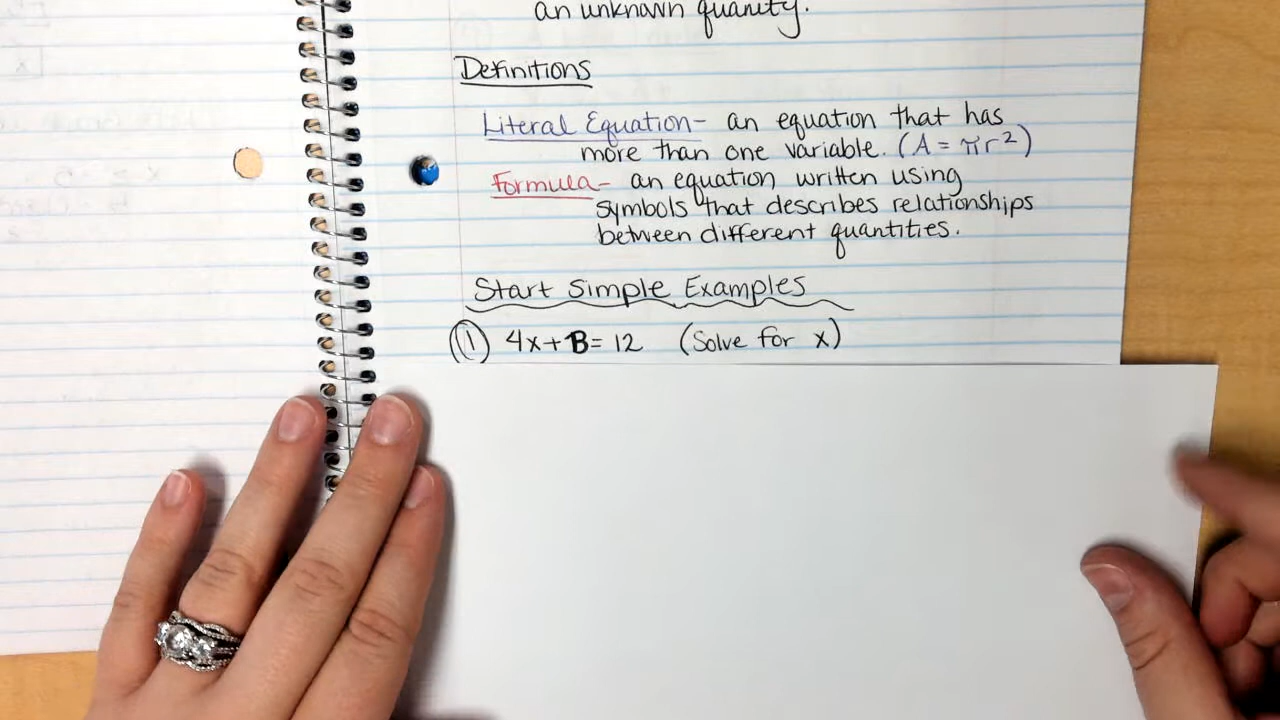 an unknown quanity.
Definitions
Literal Equation- an equation that has
more than one variable. (A = πr²)
Formula- an equation written using
symbols that describes relationships
between different quantities.
Start Simple Examples
① 4x+B= 12 (Solve for x)